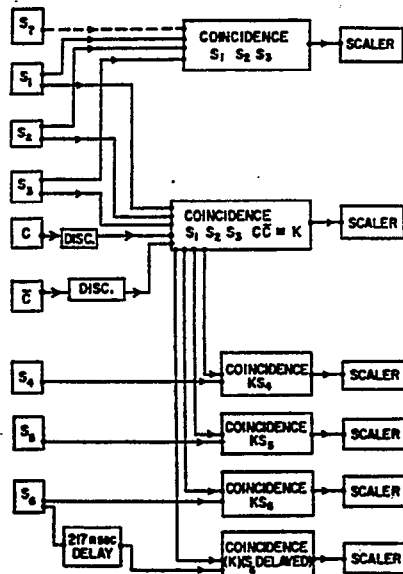 S?
COINCIDENCE
S1 S2 S3
SCALER
S1
S2
S3
C
DISC.
COINCIDENCE
S1 S2 S3 CC̄ ≡ K
SCALER
C̄
DISC.
S4
COINCIDENCE
KS4
SCALER
S5
COINCIDENCE
KS5
SCALER
S6
COINCIDENCE
KS6
SCALER
217 nsec
DELAY
COINCIDENCE
(K)(S6 DELAYED)
SCALER